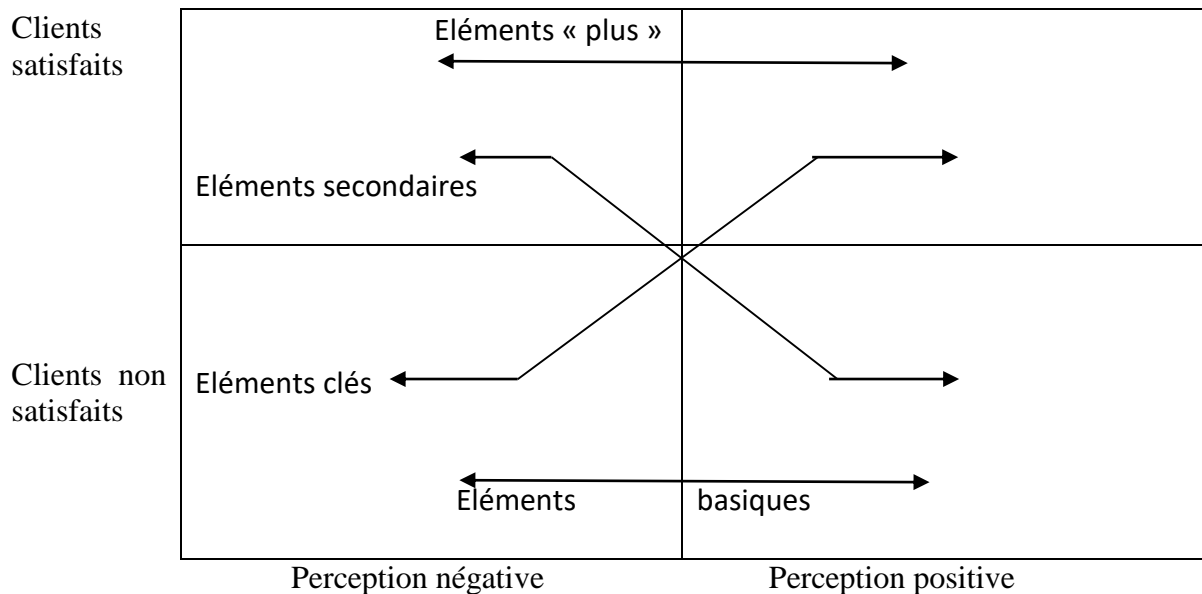 Clients
satisfaits
Eléments « plus »
Eléments secondaires
Clients non
satisfaits
Eléments clés
Eléments basiques
Perception négative
Perception positive